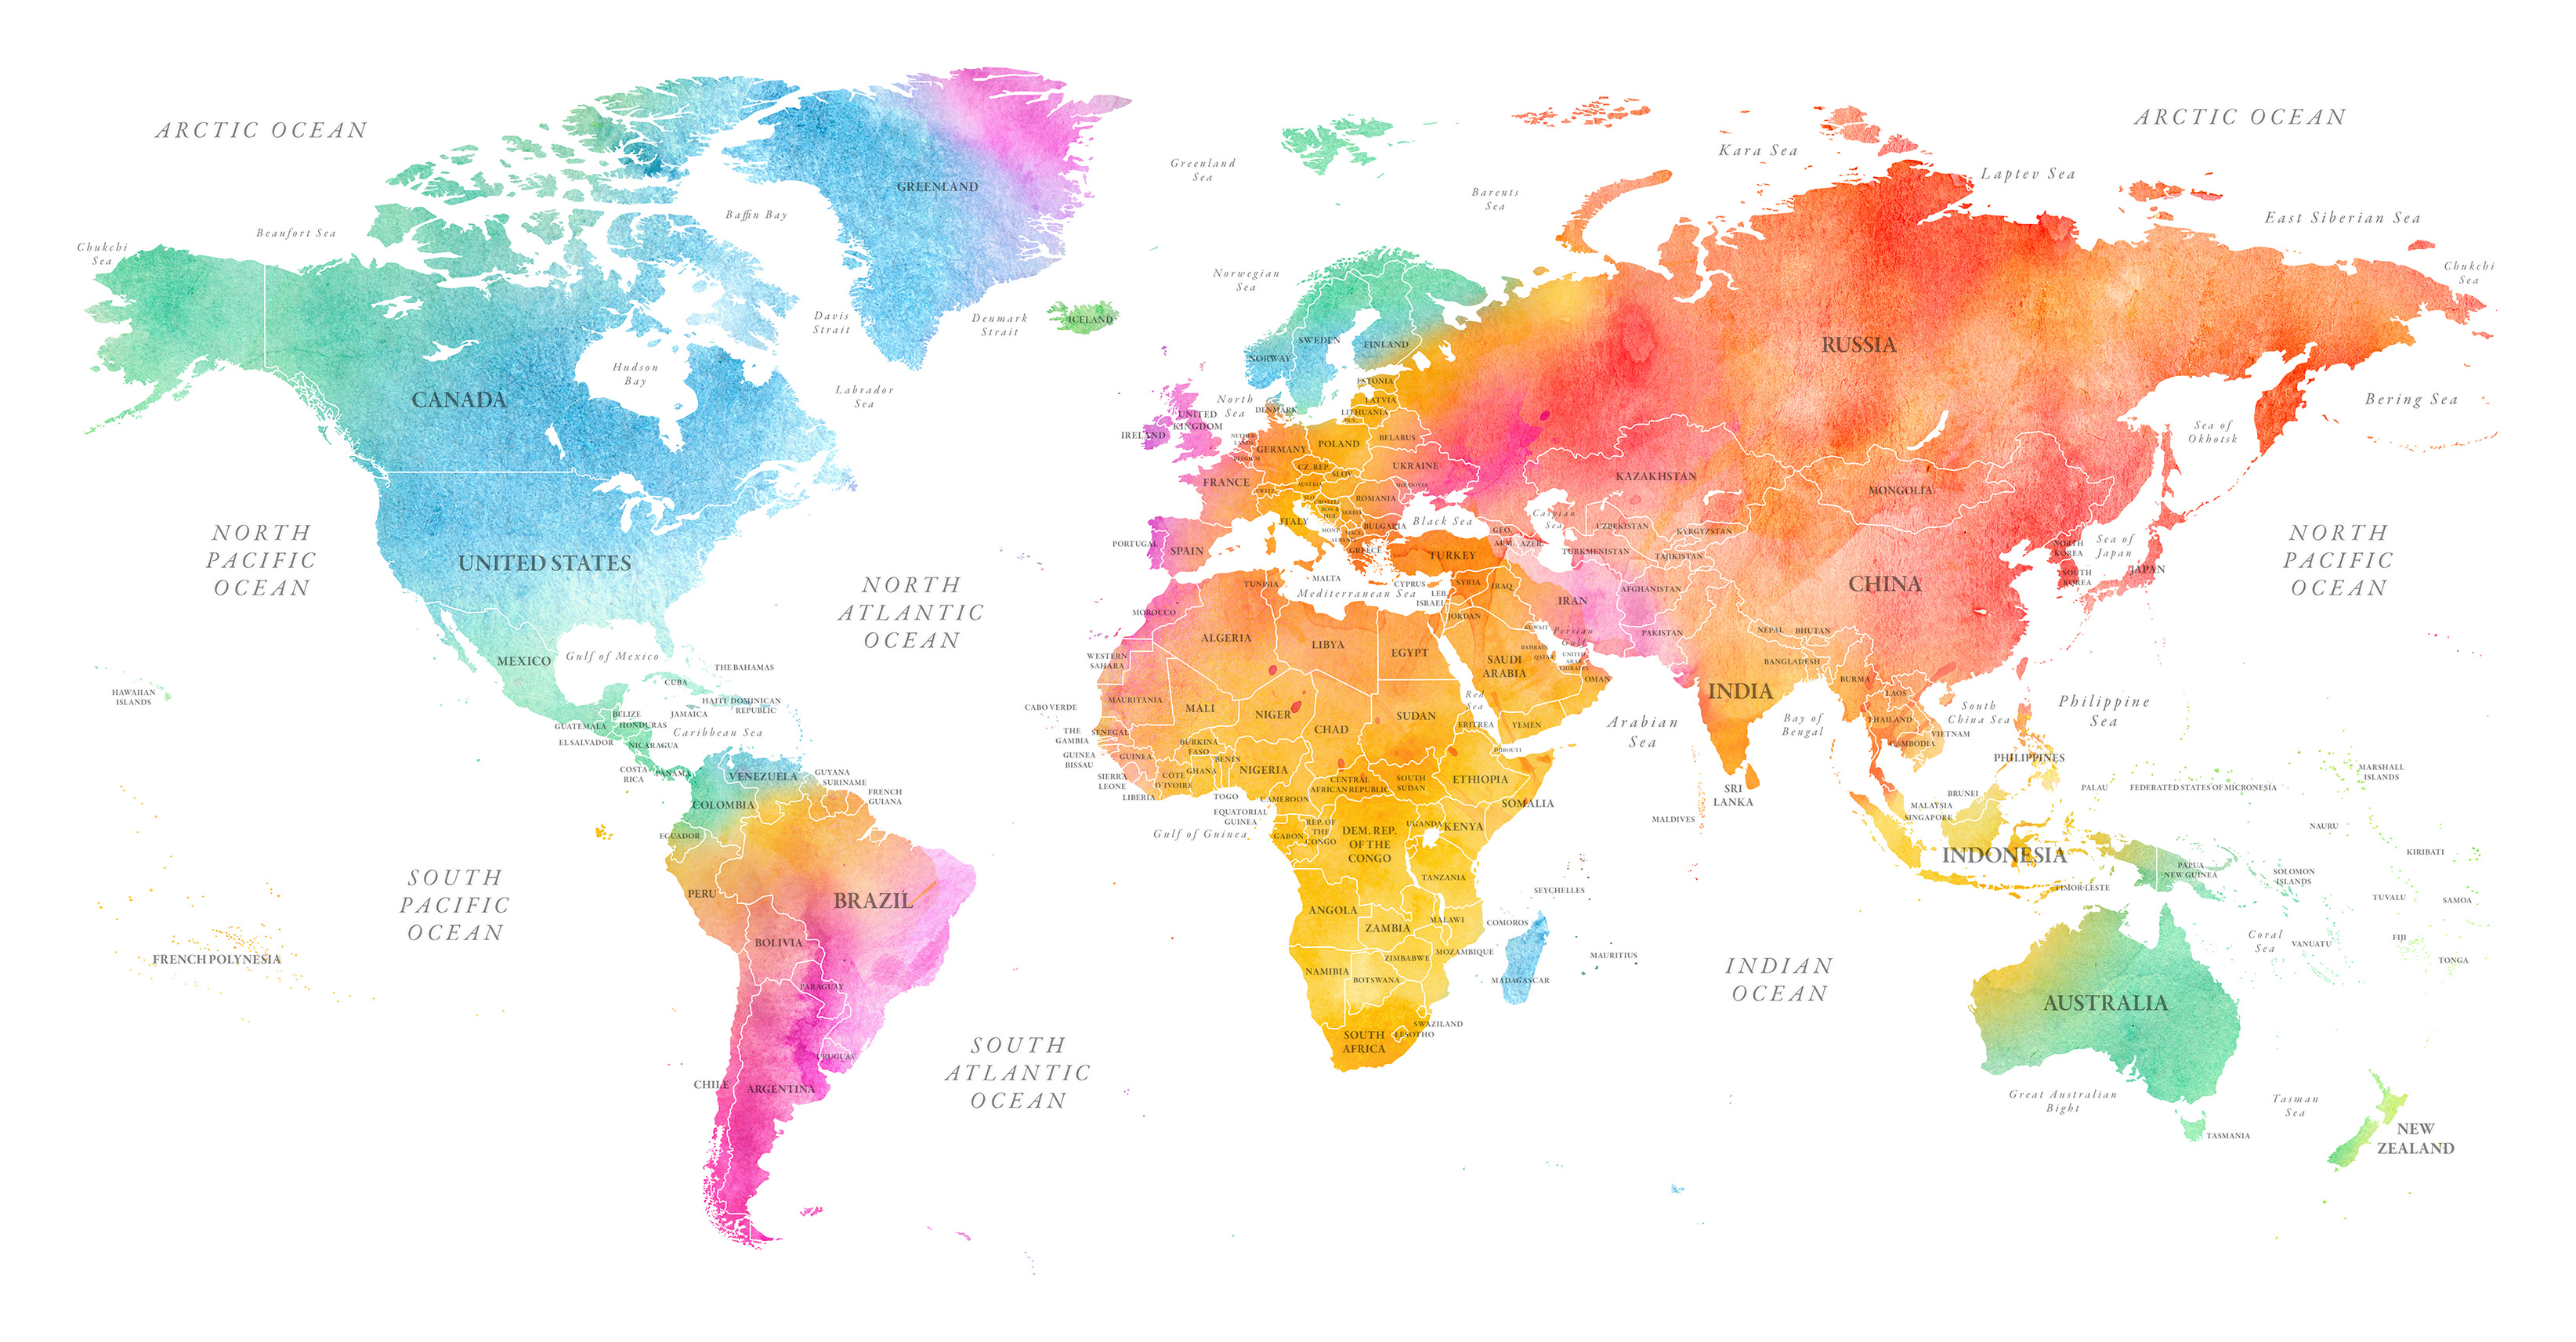 ARCTIC OCEAN
ARCTIC OCEAN
Kara Sea
Greenland
Sea
Laptev Sea
GREENLAND
Barents
Sea
Baffin Bay
East Siberian Sea
Beaufort Sea
Chukchi
Sea
Norwegian
Sea
Chukchi
Sea
Davis
Strait
Denmark
Strait
ICELAND
SWEDEN
FINLAND
NORWAY
RUSSIA
Hudson
Bay
ESTONIA
Labrador
Sea
CANADA
LATVIA
Bering Sea
North
Sea
DENMARK
LITHUANIA
UNITED
KINGDOM
Sea of
Okhotsk
IRELAND
BELARUS
POLAND
GERMANY
CZ. REP.
SLOV.
UKRAINE
KAZAKHSTAN
FRANCE
MONGOLIA
ROMANIA
Caspian
Sea
ITALY
Black Sea
BULGARIA
UZBEKISTAN
KYRGYZSTAN
GEO.
NORTH
PACIFIC
OCEAN
NORTH
PACIFIC
OCEAN
PORTUGAL
SPAIN
GREECE
TURKEY
ARM.
AZER.
TURKMENISTAN
TAJIKISTAN
NORTH
KOREA
Sea of
Japan
UNITED STATES
JAPAN
SOUTH
KOREA
CHINA
NORTH
ATLANTIC
OCEAN
TUNISIA
MALTA
CYPRUS
SYRIA
IRAQ
Mediterranean Sea
LEB.
ISRAEL
IRAN
AFGHANISTAN
MOROCCO
JORDAN
KUWAIT
Persian
Gulf
PAKISTAN
NEPAL
BHUTAN
ALGERIA
LIBYA
EGYPT
WESTERN
SAHARA
BAHRAIN
QATAR
UNITED
ARAB
EMIRATES
SAUDI
ARABIA
BANGLADESH
MEXICO
Gulf of Mexico
THE BAHAMAS
CUBA
OMAN
BURMA
INDIA
LAOS
HAWAIIAN
ISLANDS
HAITI
DOMINICAN
REPUBLIC
MAURITANIA
Red
Sea
CABO VERDE
MALI
NIGER
CHAD
SUDAN
Philippine
Sea
BELIZE
JAMAICA
GUATEMALA
HONDURAS
Caribbean Sea
ERITREA
YEMEN
Arabian
Sea
Bay of
Bengal
THAILAND
South
China Sea
VIETNAM
EL SALVADOR
NICARAGUA
THE
GAMBIA
SENEGAL
BURKINA
FASO
DJIBOUTI
CAMBODIA
GUINEA
BISSAU
GUINEA
BENIN
PHILIPPINES
COSTA
RICA
PANAMA
VENEZUELA
GUYANA
SURINAME
FRENCH
GUIANA
SIERRA
LEONE
CÔTE
D'IVOIRE
GHANA
NIGERIA
CENTRAL
AFRICAN REPUBLIC
SOUTH
SUDAN
ETHIOPIA
MARSHALL
ISLANDS
LIBERIA
TOGO
CAMEROON
SOMALIA
SRI
LANKA
PALAU
FEDERATED STATES OF MICRONESIA
BRUNEI
MALAYSIA
SINGAPORE
COLOMBIA
EQUATORIAL
GUINEA
Gulf of Guinea
MALDIVES
ECUADOR
GABON
REP. OF
THE
CONGO
DEM. REP.
OF THE
CONGO
UGANDA
KENYA
NAURU
INDONESIA
KIRIBATI
PAPUA
NEW GUINEA
SOLOMON
ISLANDS
TANZANIA
TIMOR-LESTE
SEYCHELLES
PERU
BRAZIL
SOUTH
PACIFIC
OCEAN
TUVALU
SAMOA
ANGOLA
ZAMBIA
MALAWI
COMOROS
BOLIVIA
Coral
Sea
VANUATU
FIJI
TONGA
FRENCH POLYNESIA
ZIMBABWE
MOZAMBIQUE
MAURITIUS
NAMIBIA
BOTSWANA
MADAGASCAR
INDIAN
OCEAN
PARAGUAY
AUSTRALIA
SWAZILAND
SOUTH
AFRICA
LESOTHO
SOUTH
ATLANTIC
OCEAN
URUGUAY
CHILE
ARGENTINA
Great Australian
Bight
Tasman
Sea
TASMANIA
NEW
ZEALAND